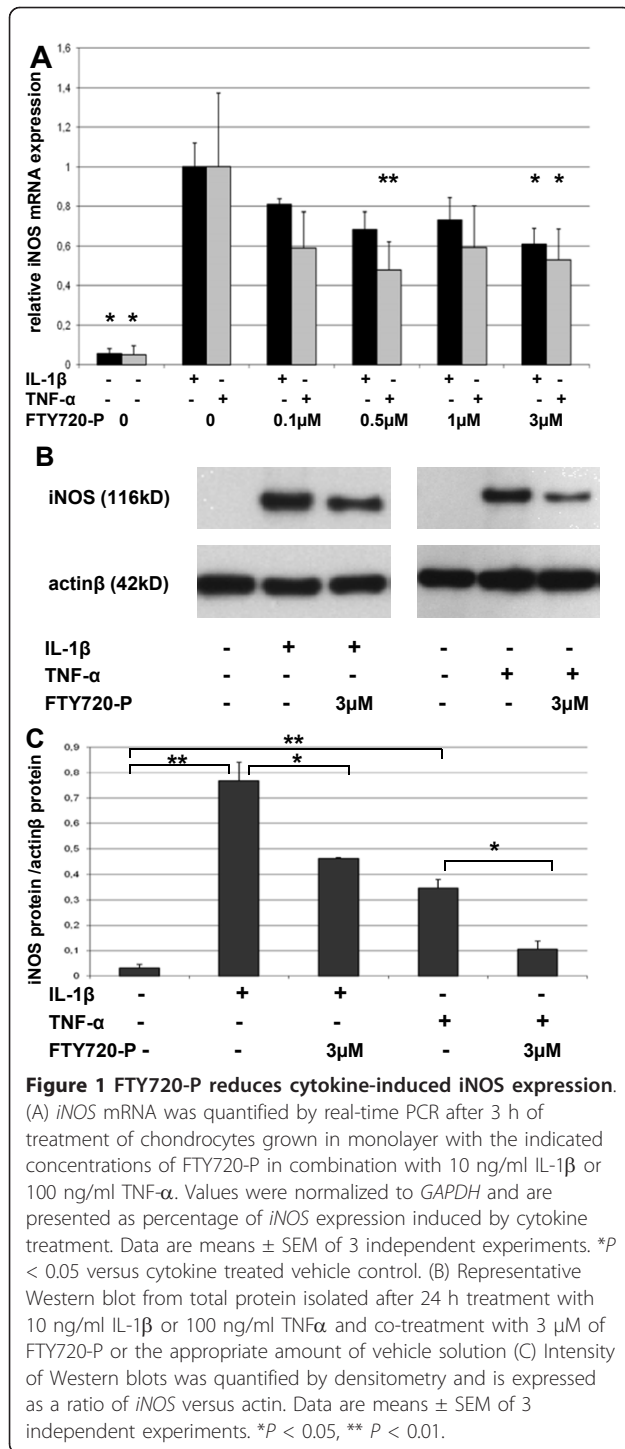 A
relative iNOS mRNA expression
1,6
1,4
1,2
1
0,8
0,6
0,4
0,2
0
* * ** * *
IL-1β - - + - + - + - + - + -
TNF-α - - - + - + - + - + - +
FTY720-P 0 0 0.1µM 0.5µM 1µM 3µM
B
iNOS (116kD)
actinβ (42kD)
IL-1β - + + - - -
TNF-α - - - - + +
FTY720-P - - 3µM - - 3µM
C
iNOS protein /actinβ protein
0,9
0,8
0,7
0,6
0,5
0,4
0,3
0,2
0,1
0
**
** *
*
IL-1β - + + - -
TNF-α - - - + +
FTY720-P - - 3µM - 3µM
Figure 1 FTY720-P reduces cytokine-induced iNOS expression.
(A) iNOS mRNA was quantified by real-time PCR after 3 h of
treatment of chondrocytes grown in monolayer with the indicated
concentrations of FTY720-P in combination with 10 ng/ml IL-1β or
100 ng/ml TNF-α. Values were normalized to GAPDH and are
presented as percentage of iNOS expression induced by cytokine
treatment. Data are means ± SEM of 3 independent experiments. *P
< 0.05 versus cytokine treated vehicle control. (B) Representative
Western blot from total protein isolated after 24 h treatment with
10 ng/ml IL-1β or 100 ng/ml TNFα and co-treatment with 3 µM of
FTY720-P or the appropriate amount of vehicle solution (C) Intensity
of Western blots was quantified by densitometry and is expressed
as a ratio of iNOS versus actin. Data are means ± SEM of 3
independent experiments. *P < 0.05, ** P < 0.01.